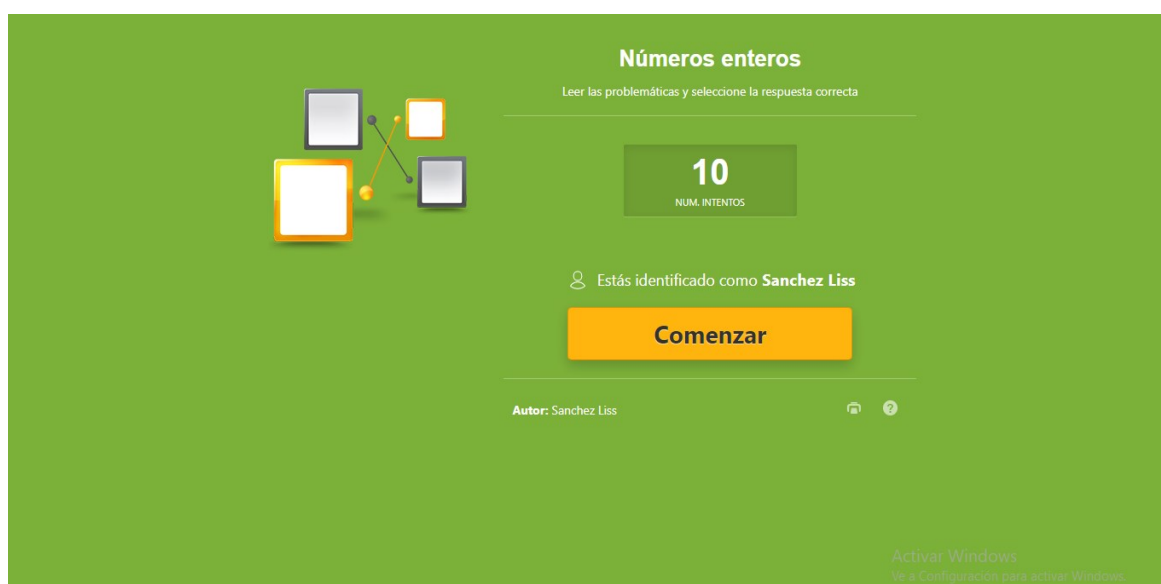 Números enteros
Leer las problemáticas y seleccione la respuesta correcta
10
NUM. INTENTOS
Estás identificado como Sanchez Liss
Comenzar
Autor: Sanchez Liss
?
Activar Windows
Ve a Configuración para activar Windows.